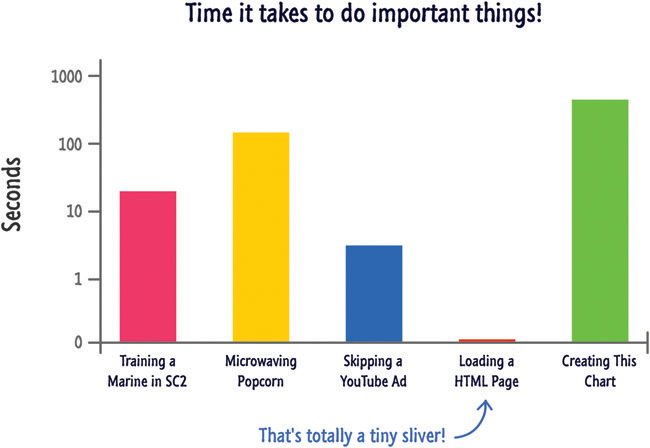 Time it takes to do important things!
Seconds
1000
100
10
1
0
Training a
Marine in SC2
Microwaving
Popcorn
Skipping a
YouTube Ad
Loading a
HTML Page
Creating This
Chart
That's totally a tiny sliver!